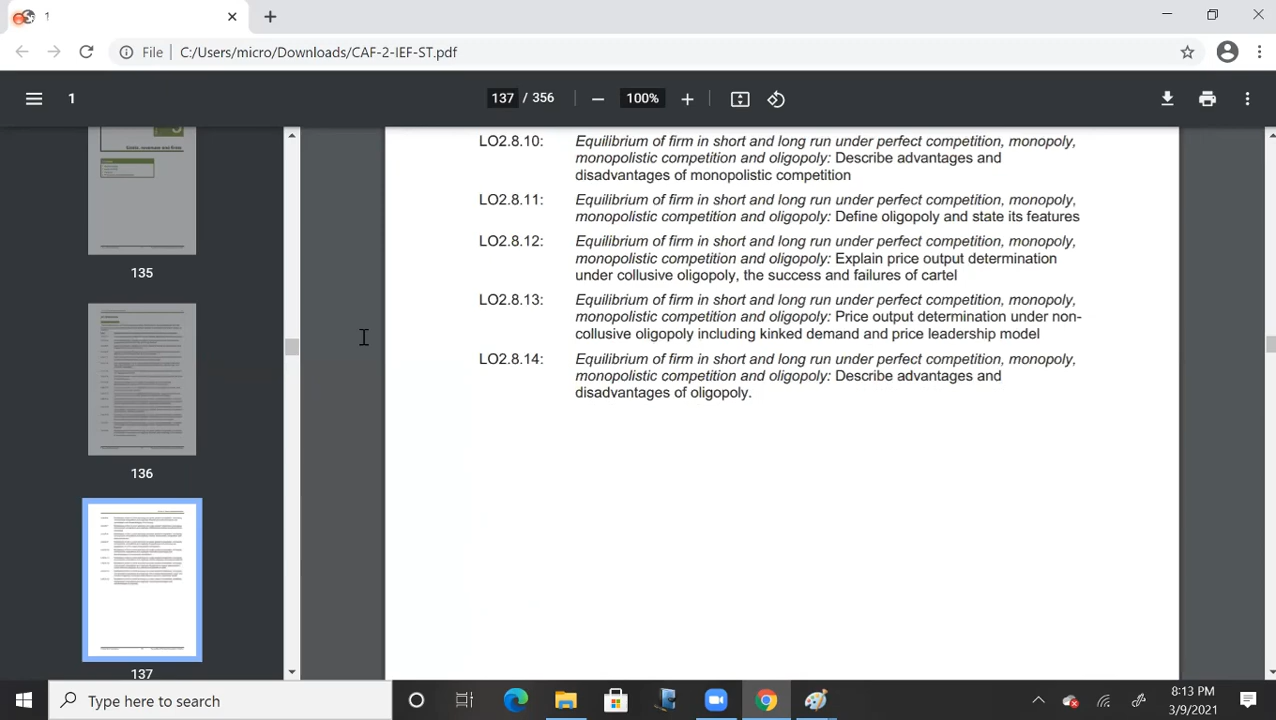 1
File | C:/Users/micro/Downloads/CAF-2-IEF-ST.pdf
1
137 / 356
100%
LO2.8.10: Equilibrium of firm in short and long run under perfect competition, monopoly,
monopolistic competition and oligopoly: Describe advantages and
disadvantages of monopolistic competition
LO2.8.11: Equilibrium of firm in short and long run under perfect competition, monopoly,
monopolistic competition and oligopoly: Define oligopoly and state its features
LO2.8.12: Equilibrium of firm in short and long run under perfect competition, monopoly,
monopolistic competition and oligopoly: Explain price output determination
under collusive oligopoly, the success and failures of cartel
LO2.8.13: Equilibrium of firm in short and long run under perfect competition, monopoly,
monopolistic competition and oligopoly: Price output determination under non-
collusive oligopoly including kinked demand and price leadership model
LO2.8.14: Equilibrium of firm in short and long run under perfect competition, monopoly,
monopolistic competition and oligopoly: Describe advantages and
disadvantages of oligopoly.
135
136
137
Type here to search
8:13 PM
3/9/2021